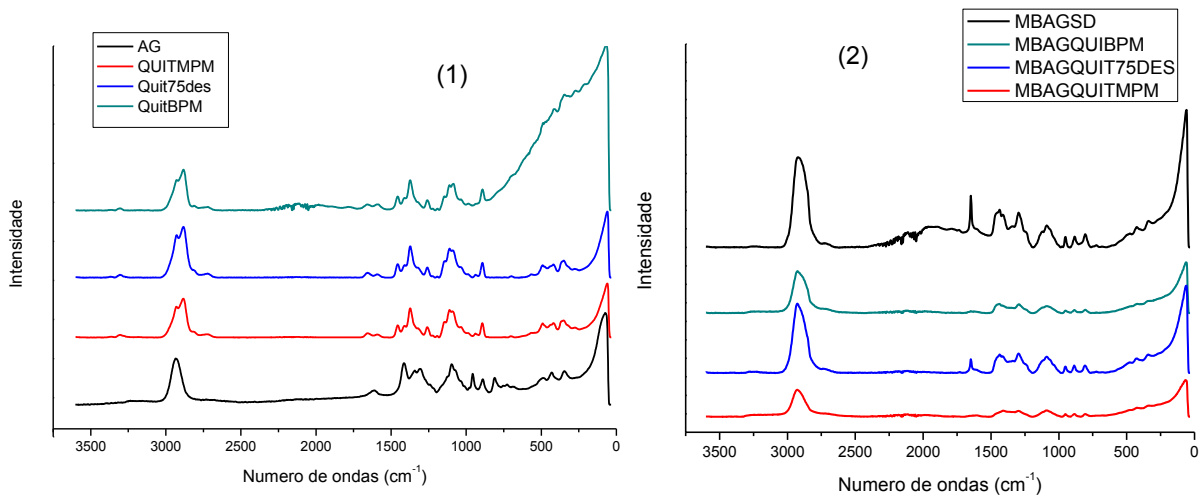 AG
QUITMPM
Quit75des
QuitBPM
(1)
Intensidade
3500 3000 2500 2000 1500 1000 500 0
Numero de ondas (cm⁻¹)
MBAGSD
MBAGQUIBPM
MBAGQUIT75DES
MBAGQUITMPM
(2)
Intensidade
3500 3000 2500 2000 1500 1000 500 0
Numero de ondas (cm⁻¹)